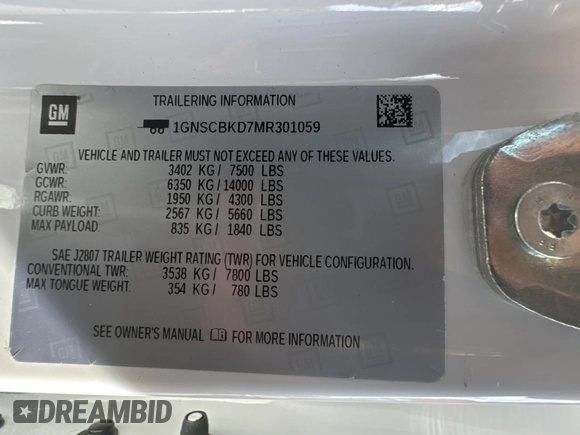 GM
TRAILERING INFORMATION
1GNSCBKD7MR301059
VEHICLE AND TRAILER MUST NOT EXCEED ANY OF THESE VALUES.
GVWR: 3402 KG / 7500 LBS
GCWR: 6350 KG / 14000 LBS
RGAWR: 1950 KG / 4300 LBS
CURB WEIGHT: 2567 KG / 5660 LBS
MAX PAYLOAD: 835 KG / 1840 LBS
SAE J2807 TRAILER WEIGHT RATING (TWR) FOR VEHICLE CONFIGURATION.
CONVENTIONAL TWR: 3538 KG / 7800 LBS
MAX TONGUE WEIGHT: 354 KG / 780 LBS
SEE OWNER'S MANUAL FOR MORE INFORMATION
DREAMBID